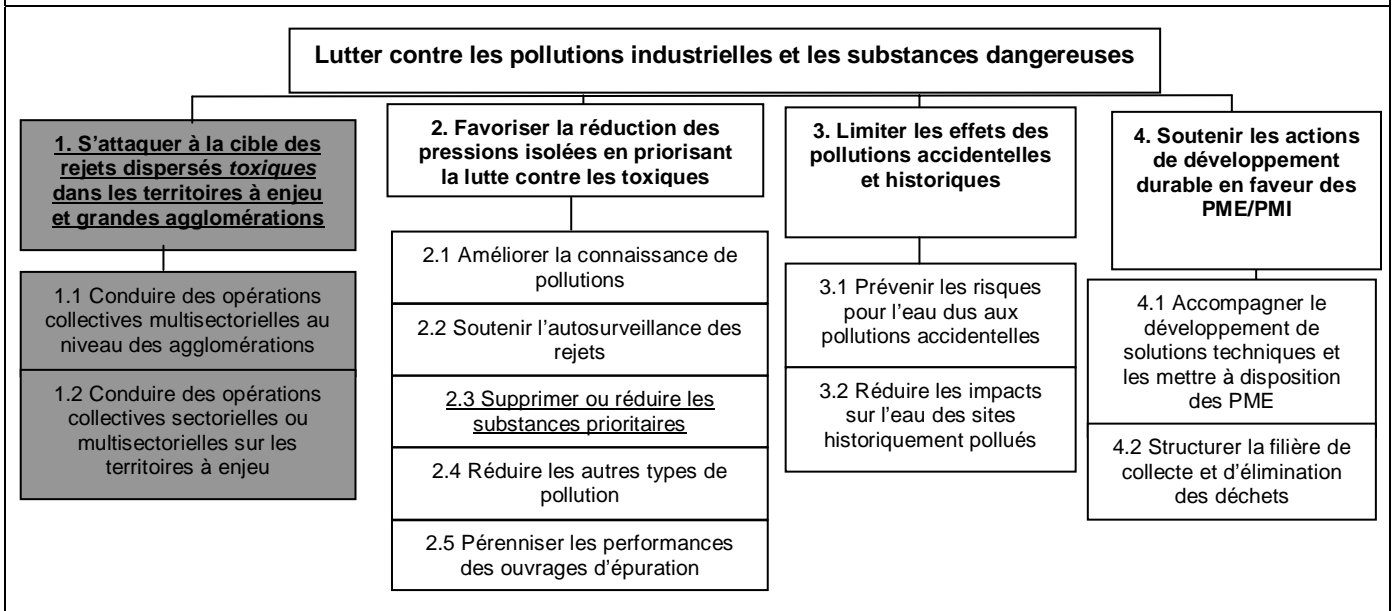 Lutter contre les pollutions industrielles et les substances dangereuses
1. S'attaquer à la cible des
rejets dispersés toxiques
dans les territoires à enjeu
et grandes agglomérations
1.1 Conduire des opérations
collectives multisectorielles au
niveau des agglomérations
1.2 Conduire des opérations
collectives sectorielles ou
multisectorielles sur les
territoires à enjeu
2. Favoriser la réduction des
pressions isolées en priorisant
la lutte contre les toxiques
2.1 Améliorer la connaissance de
pollutions
2.2 Soutenir l'autosurveillance des
rejets
2.3 Supprimer ou réduire les
substances prioritaires
2.4 Réduire les autres types de
pollution
2.5 Pérenniser les performances
des ouvrages d'épuration
3. Limiter les effets des
pollutions accidentelles
et historiques
3.1 Prévenir les risques
pour l'eau dus aux
pollutions accidentelles
3.2 Réduire les impacts
sur l'eau des sites
historiquement pollués
4. Soutenir les actions
de développement
durable en faveur des
PME/PMI
4.1 Accompagner le
développement de
solutions techniques et
les mettre à disposition
des PME
4.2 Structurer la filière de
collecte et d'élimination
des déchets